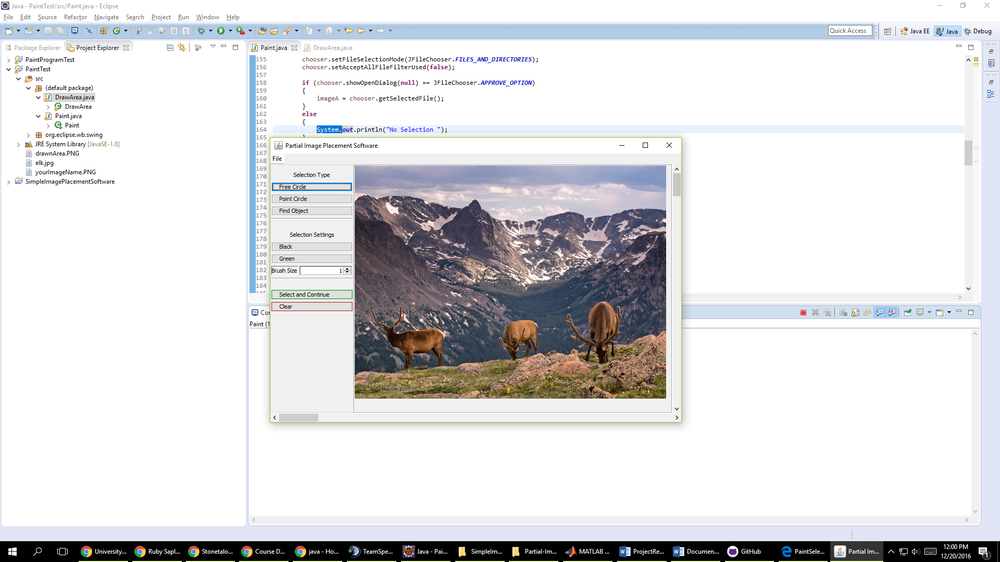 Java - PaintTest/src/Paint.java - Eclipse
File Edit Source Refactor Navigate Search Project Run Window Help
Quick Access Java EE Java Debug
Package Explorer Project Explorer
PaintProgramTest
PaintTest
src
(default package)
DrawArea.java
DrawArea
Paint.java
Paint
org.eclipse.wb.swing
JRE System Library [JavaSE-1.8]
drawnArea.PNG
elk.jpg
yourImageName.PNG
SimpleImagePlacementSoftware
Paint.java DrawArea.java
155 chooser.setFileSelectionMode(JFileChooser.FILES_AND_DIRECTORIES);
156 chooser.setAcceptAllFileFilterUsed(false);
157
158 if (chooser.showOpenDialog(null) == JFileChooser.APPROVE_OPTION)
159 {
160 imageA = chooser.getSelectedFile();
161 }
162 else
163 {
164 System.out.println("No Selection ");
165
166
167
168
169
170
171
172
173
174
175
176
177
178
179
180
181
182
183
184
Partial Image Placement Software
File
Selection Type
Free Circle
Point Circle
Find Object
Selection Settings
Black
Green
Brush Size 1
Select and Continue
Clear
Paint (1
University... Ruby Sapl... Stonetalo... Course D... java - Ho... TeamSpe... Java - Pai... SimpleIm... Partial-Im... MATLAB ... ProjectRe... Documen... GitHub PaintSele... Partial Im...
12:00 PM
12/20/2016
1